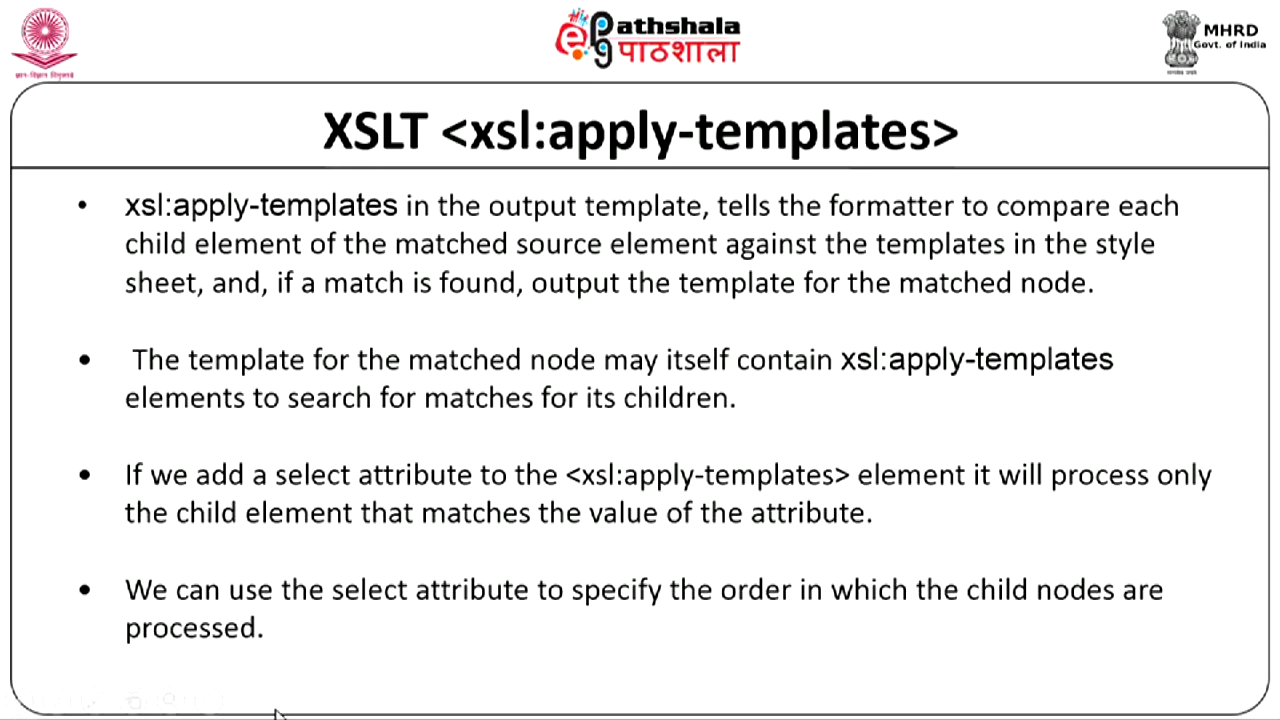 ePG Pathshala
पाठशाला
MHRD
Govt. of India
ज्ञान-विज्ञान विमुक्तये
XSLT <xsl:apply-templates>
• xsl:apply-templates in the output template, tells the formatter to compare each
child element of the matched source element against the templates in the style
sheet, and, if a match is found, output the template for the matched node.
• The template for the matched node may itself contain xsl:apply-templates
elements to search for matches for its children.
• If we add a select attribute to the <xsl:apply-templates> element it will process only
the child element that matches the value of the attribute.
• We can use the select attribute to specify the order in which the child nodes are
processed.